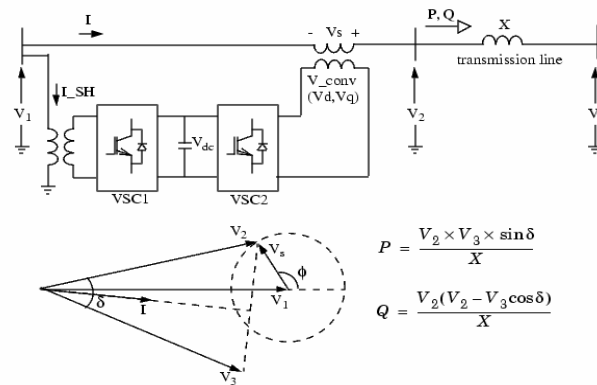 I
- Vs +
P, Q
X
transmission line
I_SH
V_conv
(Vd,Vq)
V1
V2
V
Vdc
VSC1
VSC2
V2
Vs
ϕ
V1
δ
I
V3
P = V2 × V3 × sinδ / X
Q = V2(V2 – V3cosδ) / X